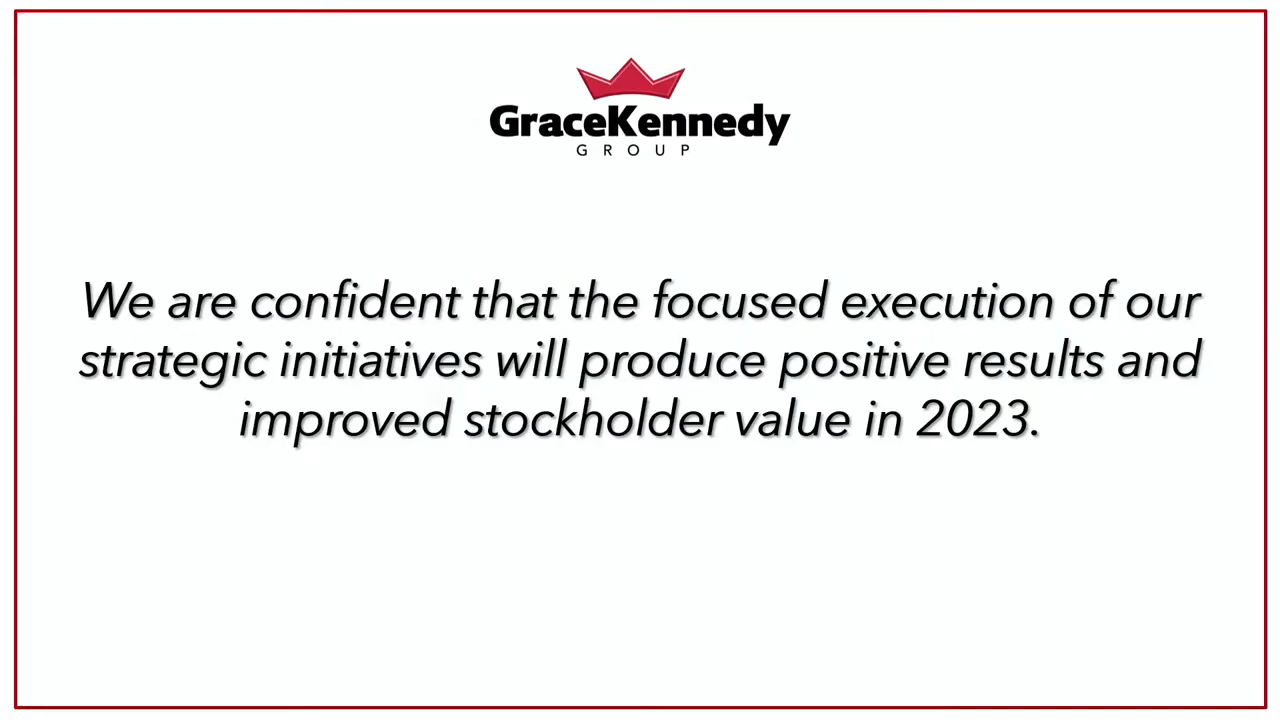 GraceKennedy
GROUP
We are confident that the focused execution of our
strategic initiatives will produce positive results and
improved stockholder value in 2023.